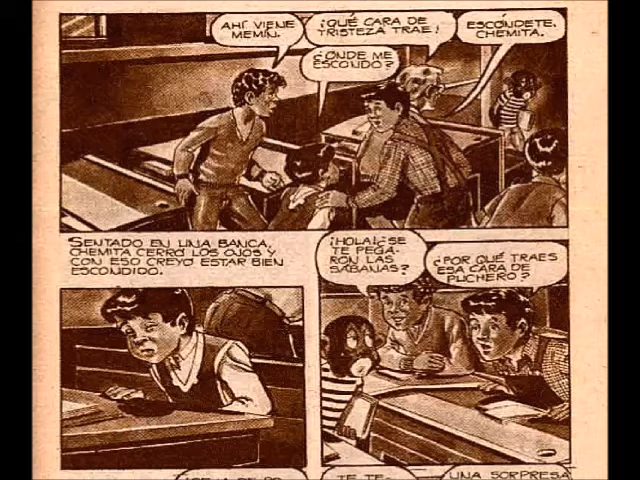 AHÍ VIENE
MEMÍN.
¡QUÉ CARA DE
TRISTEZA TRAE!
ESCÓNDETE,
CHEMITA.
¿ONDE ME
ESCONDO?
SENTADO EN UNA BANCA,
CHEMITA CERRÓ LOS OJOS Y
CON ESO CREYÓ ESTAR BIEN
ESCONDIDO.
¡HOLA! ¿SE
TE PEGA-
RON LAS
SÁBANAS?
¿POR QUÉ TRAES
ESA CARA DE
PUCHERO?
TE TE-
UNA SORPRESA